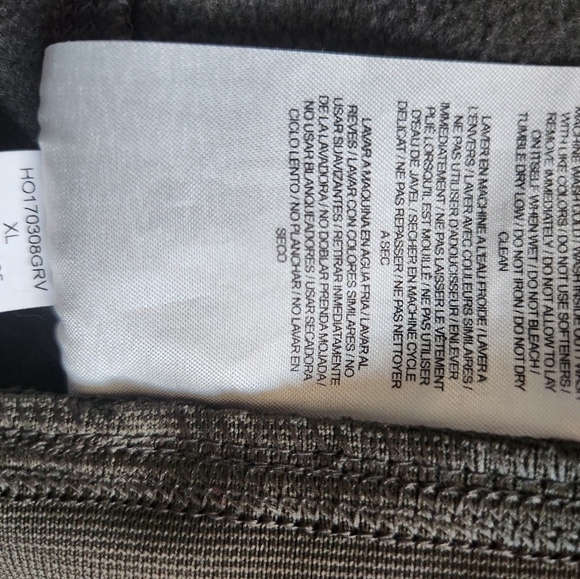 WITH LIKE COLORS / DO NOT USE SOFTENERS /
REMOVE IMMEDIATELY / DO NOT ALLOW TO LAY
ON ITSELF WHEN WET / DO NOT BLEACH /
TUMBLE DRY LOW / DO NOT IRON / DO NOT DRY
CLEAN
LAVER EN MACHINE A L'EAU FROIDE / LAVER A
L'ENVERS / LAVER AVEC COULEURS SIMILAIRES /
NE PAS UTILISER D'ADOUCISSEUR / ENLEVER
IMMEDIATEMENT / NE PAS LAISSER LE VÊTEMENT
PLIÉ LORSQU'IL EST MOUILLÉ / NE PAS UTILISER
D'EAU DE JAVEL / SECHER EN MACHINE CYCLE
DELICAT / NE PAS REPASSER / NE PAS NETTOYER
A SEC
LAVAR A MAQUINA EN AGUA FRIA / LAVAR AL
REVES / LAVAR CON COLORES SIMILARES / NO
USAR SUAVIZANTES / RETIRAR INMEDIATAMENTE
DE LA LAVADORA / NO DOBLAR PRENDA MOJADA /
NO USAR BLANQUEADORES / USAR SECADORA
CICLO LENTO / NO PLANCHAR / NO LAVAR EN
SECO
HO170308GRV
XL